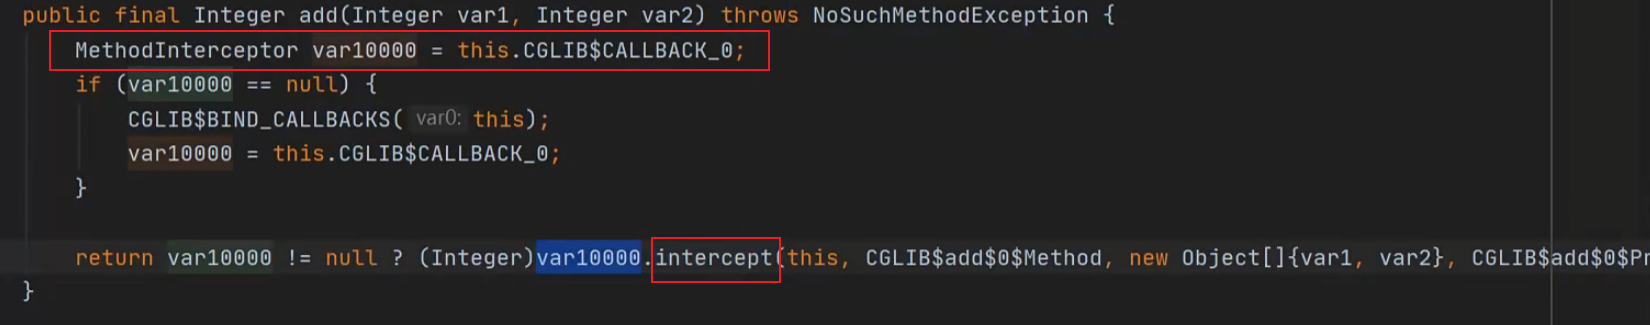 public final Integer add(Integer var1, Integer var2) throws NoSuchMethodException {
MethodInterceptor var10000 = this.CGLIB$CALLBACK_0;
if (var10000 == null) {
CGLIB$BIND_CALLBACKS( var0: this);
var10000 = this.CGLIB$CALLBACK_0;
}
return var10000 != null ? (Integer)var10000.intercept(this, CGLIB$add$0$Method, new Object[]{var1, var2}, CGLIB$add$0$Pr
}